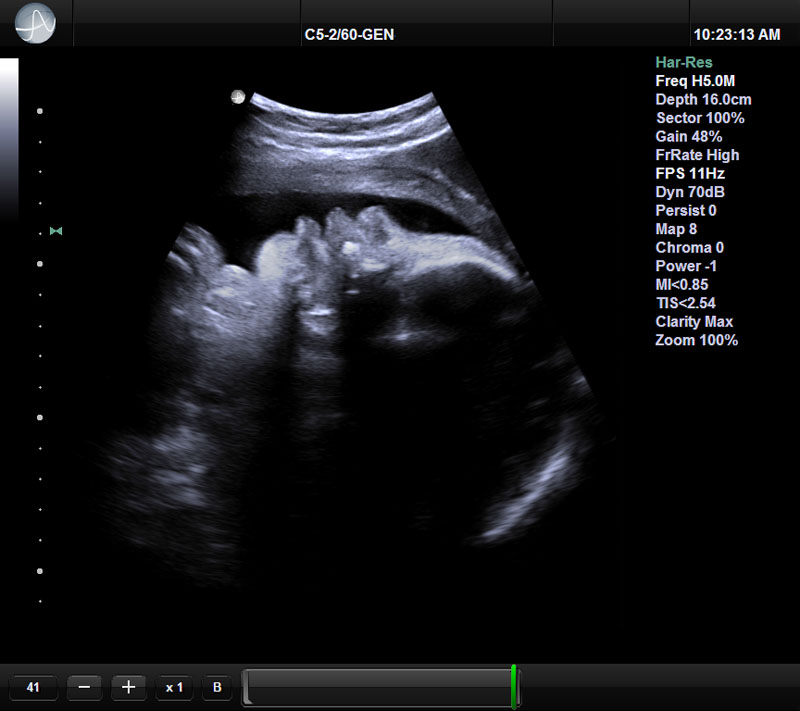 C5-2/60-GEN
10:23:13 AM
Har-Res
Freq H5.0M
Depth 16.0cm
Sector 100%
Gain 48%
FrRate High
FPS 11Hz
Dyn 70dB
Persist 0
Map 8
Chroma 0
Power -1
MI<0.85
TIS<2.54
Clarity Max
Zoom 100%
41 − + x 1 B